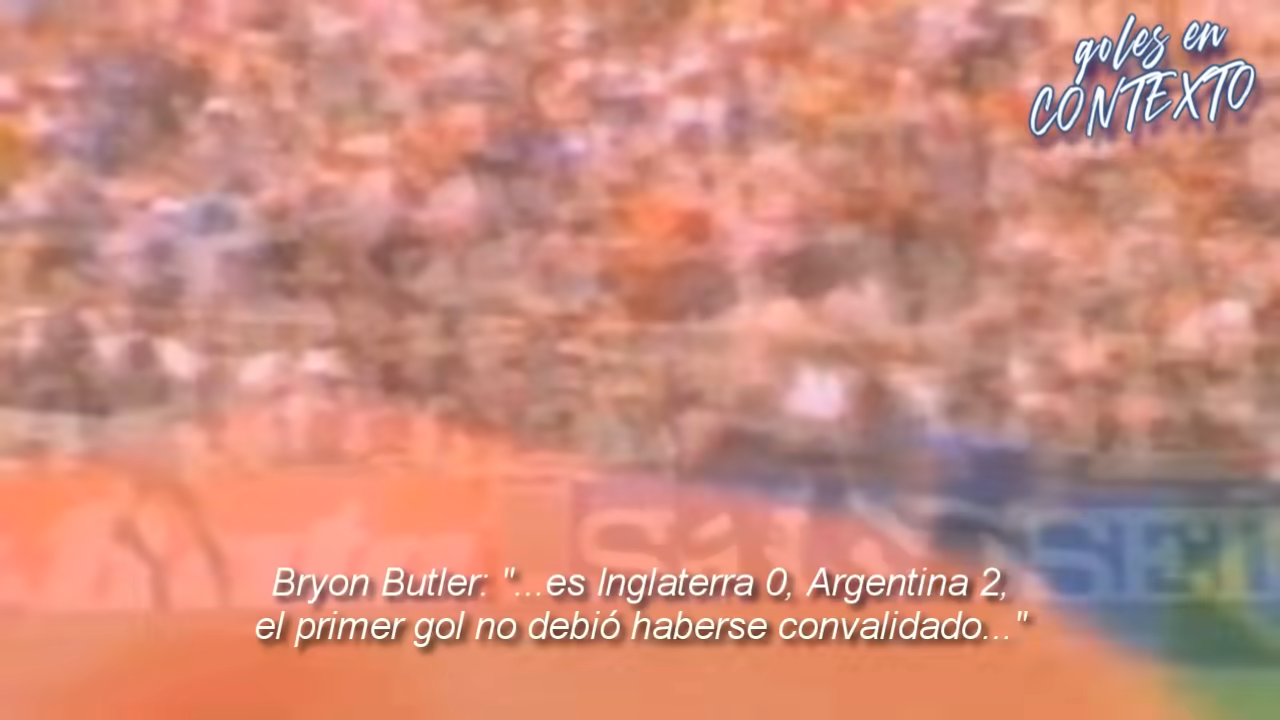 goles en
CONTEXTO
Bryon Butler: "...es Inglaterra 0, Argentina 2,
el primer gol no debió haberse convalidado..."